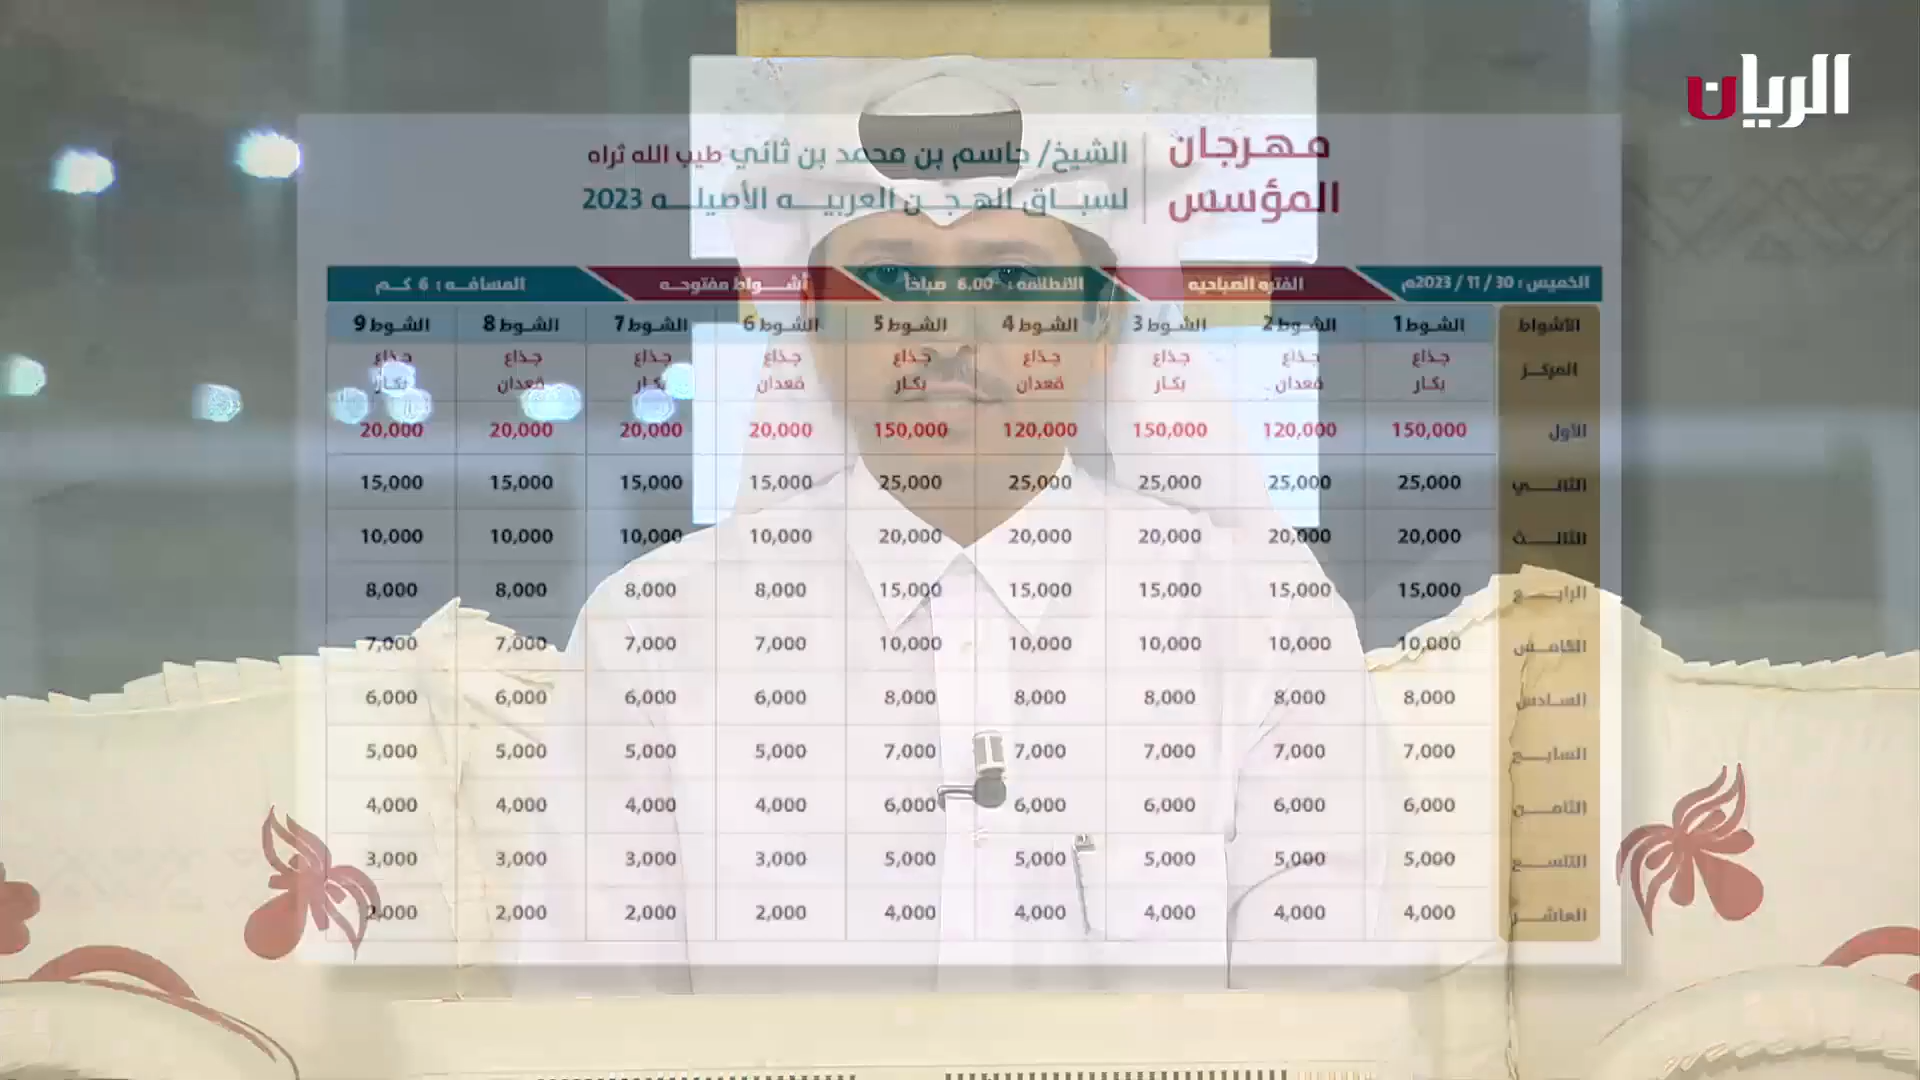 الريان
مهرجان المؤسس
الشيخ/ جاسم بن محمد بن ثاني طيب الله ثراه
لسباق الهجن العربيه الأصيله 2023
الخميس : 30 / 11 / 2023م الفتره الصباحيه الانطلاقه : 6.00 صباحاً أشواط مفتوحه المسافه : 6 كم
الأشواط الشوط 1 الشوط 2 الشوط 3 الشوط 4 الشوط 5 الشوط 6 الشوط 7 الشوط 8 الشوط 9
المركز جذاع بكار جذاع قعدان جذاع بكار جذاع قعدان جذاع بكار جذاع قعدان جذاع بكار جذاع قعدان جذاع بكار
الأول 150,000 120,000 150,000 120,000 150,000 20,000 20,000 20,000 20,000
الثاني 25,000 25,000 25,000 25,000 25,000 15,000 15,000 15,000 15,000
الثالث 20,000 20,000 20,000 20,000 20,000 10,000 10,000 10,000 10,000
الرابع 15,000 15,000 15,000 15,000 15,000 8,000 8,000 8,000 8,000
الخامس 10,000 10,000 10,000 10,000 10,000 7,000 7,000 7,000 7,000
السادس 8,000 8,000 8,000 8,000 8,000 6,000 6,000 6,000 6,000
السابع 7,000 7,000 7,000 7,000 7,000 5,000 5,000 5,000 5,000
الثامن 6,000 6,000 6,000 6,000 6,000 4,000 4,000 4,000 4,000
التاسع 5,000 5,000 5,000 5,000 5,000 3,000 3,000 3,000 3,000
العاشر 4,000 4,000 4,000 4,000 4,000 2,000 2,000 2,000 2,000